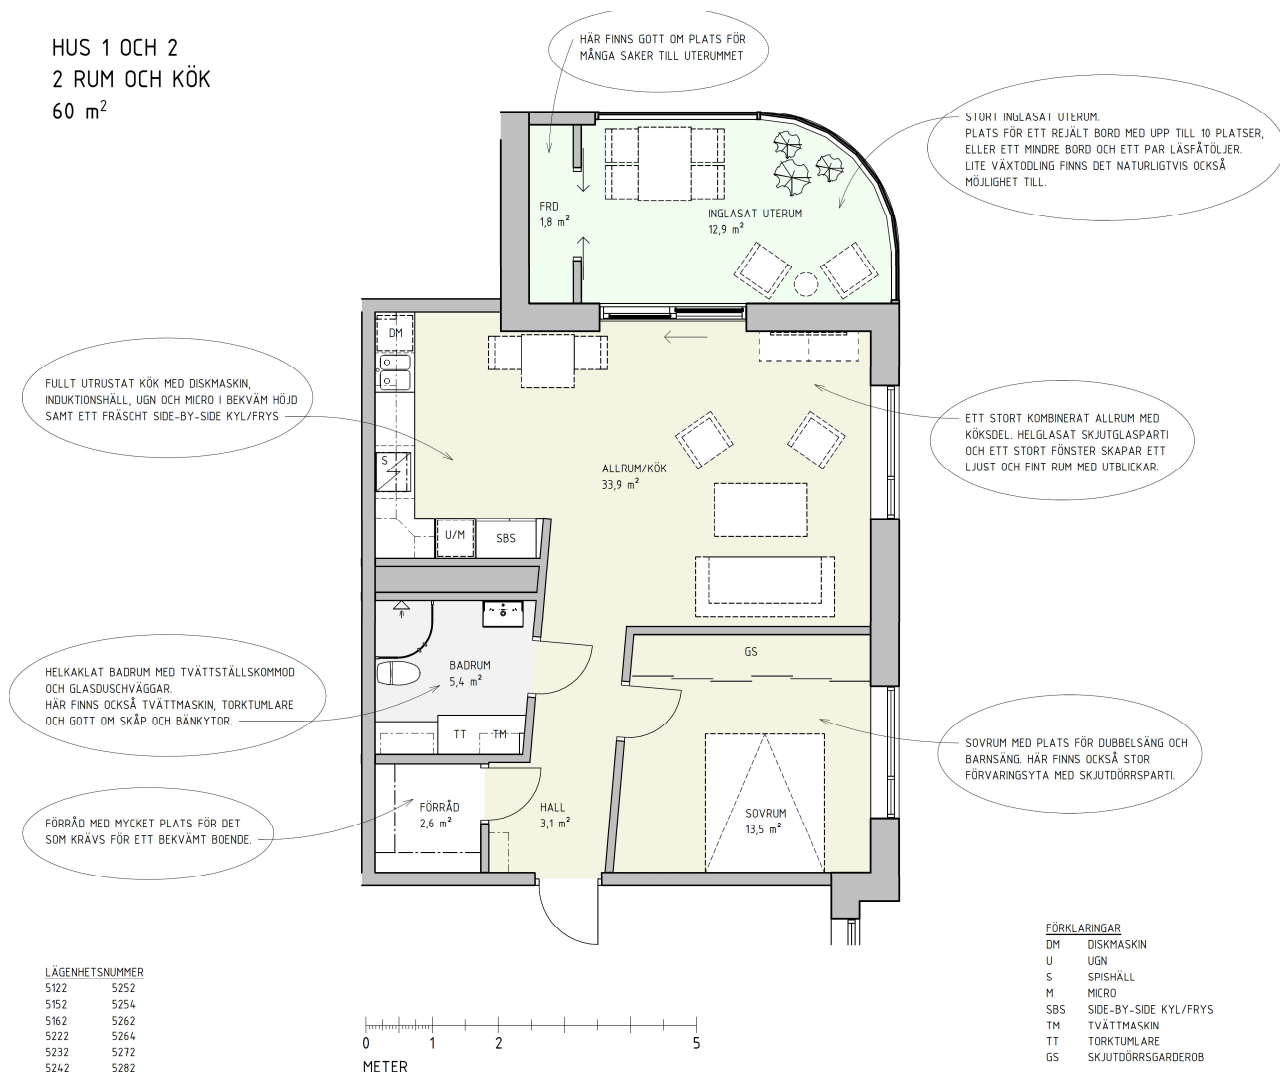 HUS 1 OCH 2
2 RUM OCH KÖK
60 m²
HÄR FINNS GOTT OM PLATS FÖR
MÅNGA SAKER TILL UTERUMMET
STORT INGLASAT UTERUM.
PLATS FÖR ETT REJÄLT BORD MED UPP TILL 10 PLATSER,
ELLER ETT MINDRE BORD OCH ETT PAR LÄSFÅTÖLJER.
LITE VÄXTODLING FINNS DET NATURLIGTVIS OCKSÅ
MÖJLIGHET TILL.
FRD
1,8 m²
INGLASAT UTERUM
12,9 m²
DM
FULLT UTRUSTAT KÖK MED DISKMASKIN,
INDUKTIONSHÄLL, UGN OCH MICRO I BEKVÄM HÖJD
SAMT ETT FRÄSCHT SIDE-BY-SIDE KYL/FRYS
ETT STORT KOMBINERAT ALLRUM MED
KÖKSDEL. HELGLASAT SKJUTGLASPARTI
OCH ETT STORT FÖNSTER SKAPAR ETT
LJUST OCH FINT RUM MED UTBLICKAR.
S
ALLRUM/KÖK
33,9 m²
U/M
SBS
HELKAKLAT BADRUM MED TVÄTTSTÄLLSKOMMOD
OCH GLASDUSCHVÄGGAR.
HÄR FINNS OCKSÅ TVÄTTMASKIN, TORKTUMLARE
OCH GOTT OM SKÅP OCH BÄNKYTOR.
BADRUM
5,4 m²
GS
TT
TM
SOVRUM MED PLATS FÖR DUBBELSÄNG OCH
BARNSÄNG. HÄR FINNS OCKSÅ STOR
FÖRVARINGSYTA MED SKJUTDÖRRSPARTI.
FÖRRÅD MED MYCKET PLATS FÖR DET
SOM KRÄVS FÖR ETT BEKVÄMT BOENDE.
FÖRRÅD
2,6 m²
HALL
3,1 m²
SOVRUM
13,5 m²
LÄGENHETSNUMMER
5122 5252
5152 5254
5162 5262
5222 5264
5232 5272
5242 5282
0 1 2 5
METER
FÖRKLARINGAR
DM DISKMASKIN
U UGN
S SPISHÄLL
M MICRO
SBS SIDE-BY-SIDE KYL/FRYS
TM TVÄTTMASKIN
TT TORKTUMLARE
GS SKJUTDÖRRSGARDEROB